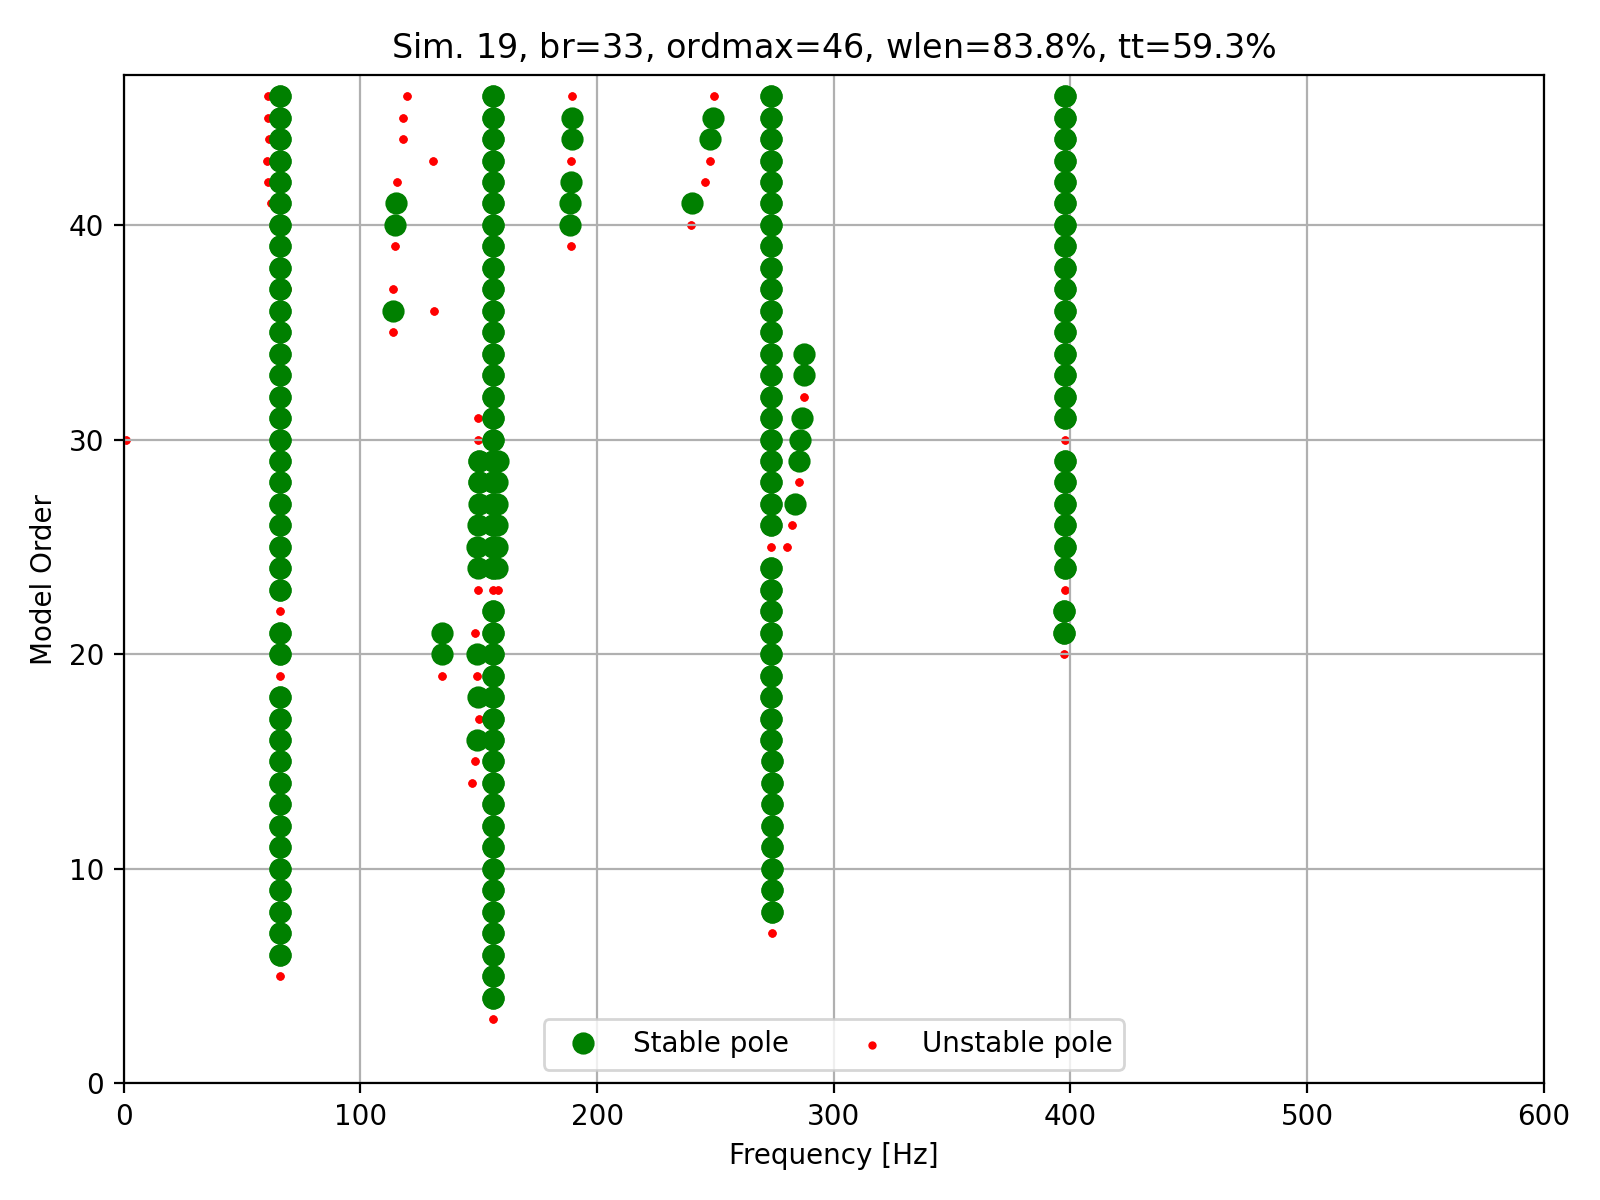 Sim. 19, br=33, ordmax=46, wlen=83.8%, tt=59.3%
Model Order
40
30
20
10
0
Stable pole
Unstable pole
0 100 200 300 400 500 600
Frequency [Hz]